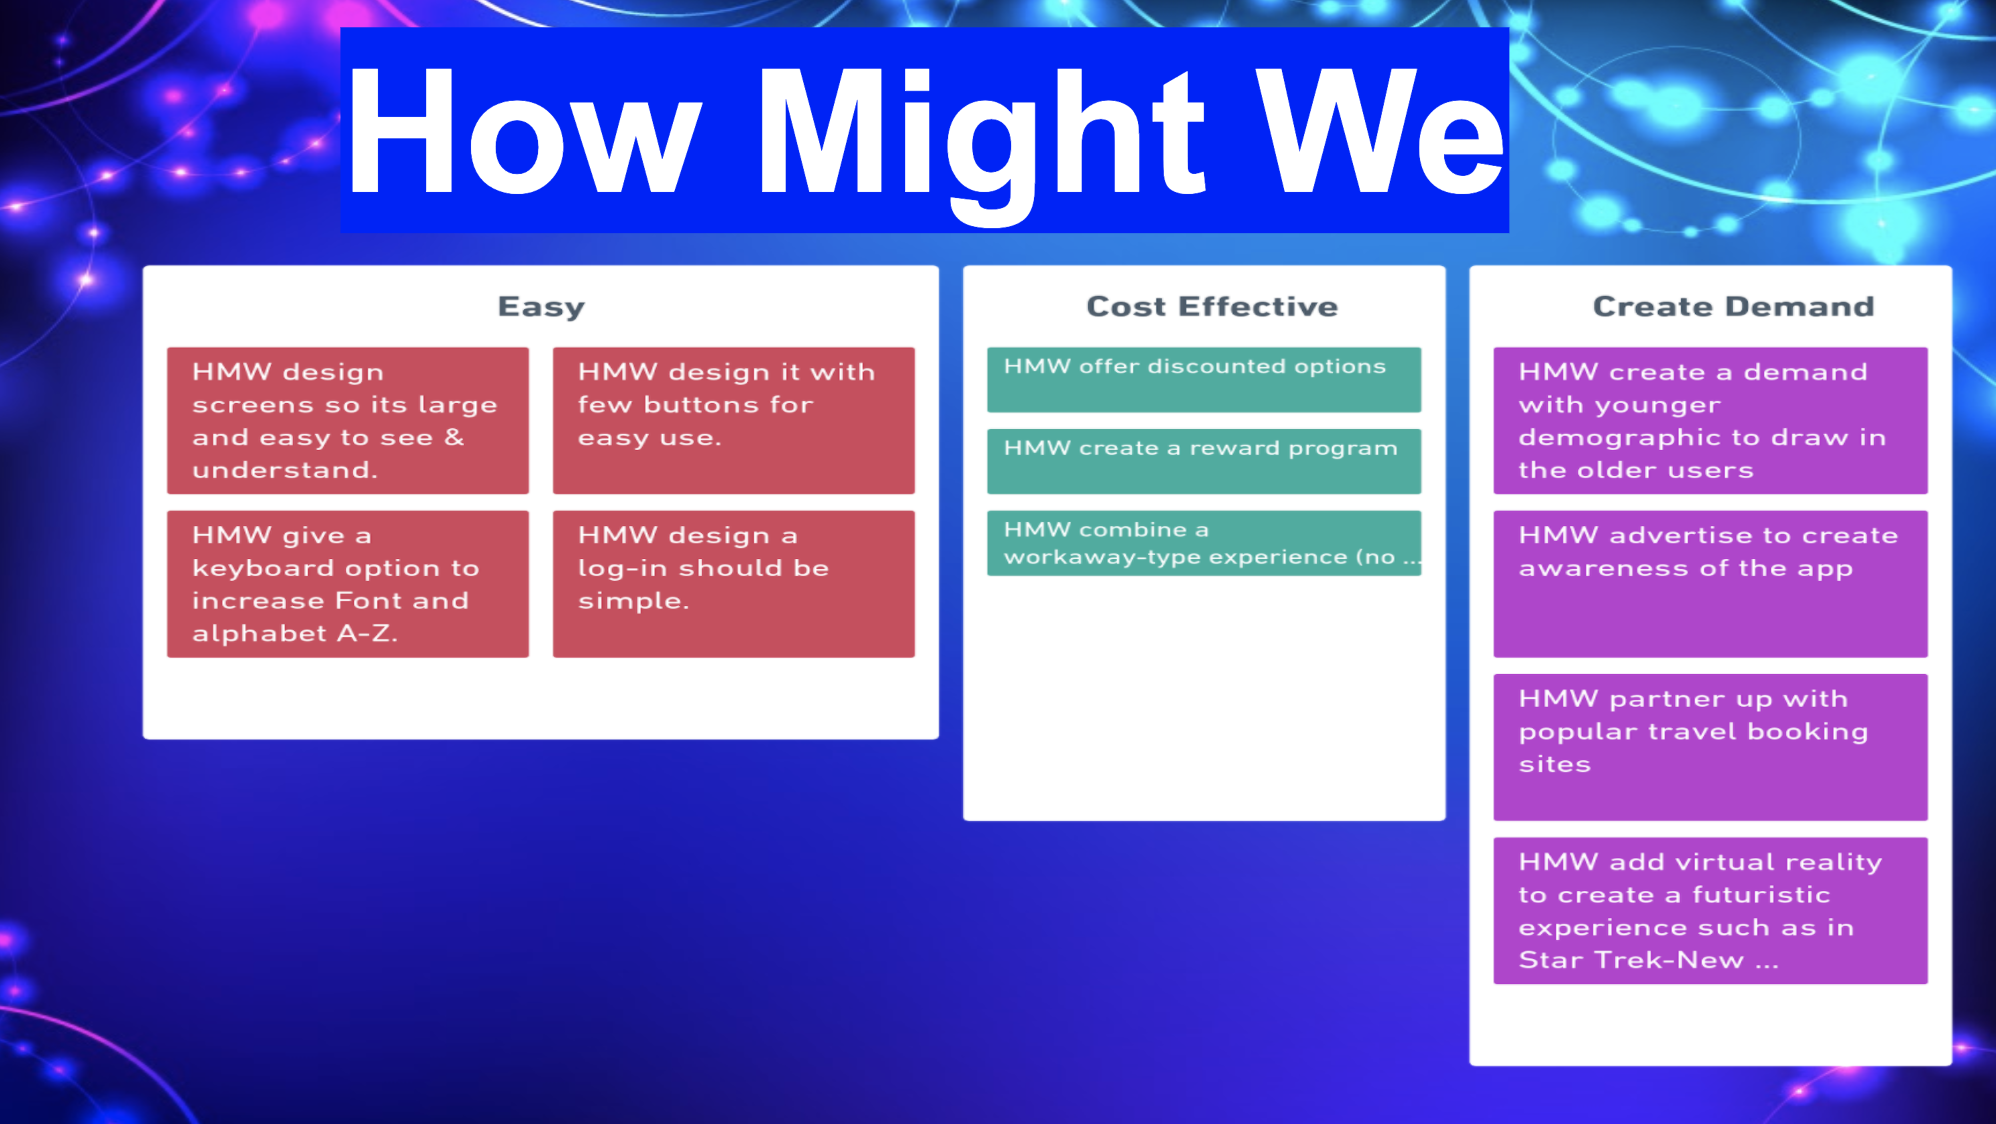 How Might We
Easy
HMW design
screens so its large
and easy to see &
understand.
HMW design it with
few buttons for
easy use.
HMW give a
keyboard option to
increase Font and
alphabet A-Z.
HMW design a
log-in should be
simple.
Cost Effective
HMW offer discounted options
HMW create a reward program
HMW combine a
workaway-type experience (no ...
Create Demand
HMW create a demand
with younger
demographic to draw in
the older users
HMW advertise to create
awareness of the app
HMW partner up with
popular travel booking
sites
HMW add virtual reality
to create a futuristic
experience such as in
Star Trek-New ...